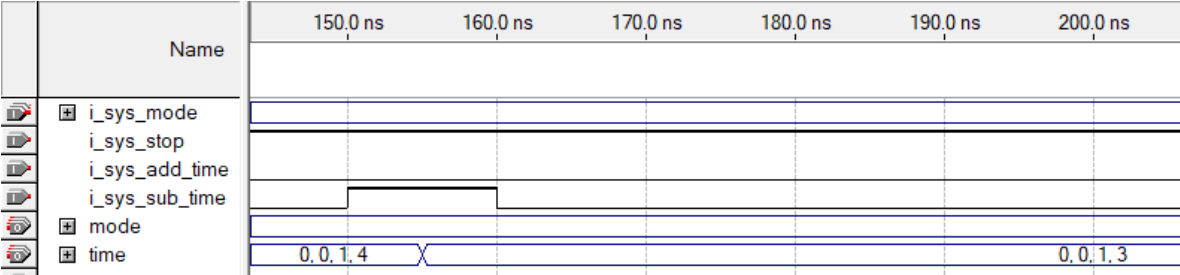 150.0 ns 160.0 ns 170.0 ns 180.0 ns 190.0 ns 200.0 ns
Name
i_sys_mode
i_sys_stop
i_sys_add_time
i_sys_sub_time
mode
time 0, 0, 1, 4 0, 0, 1, 3